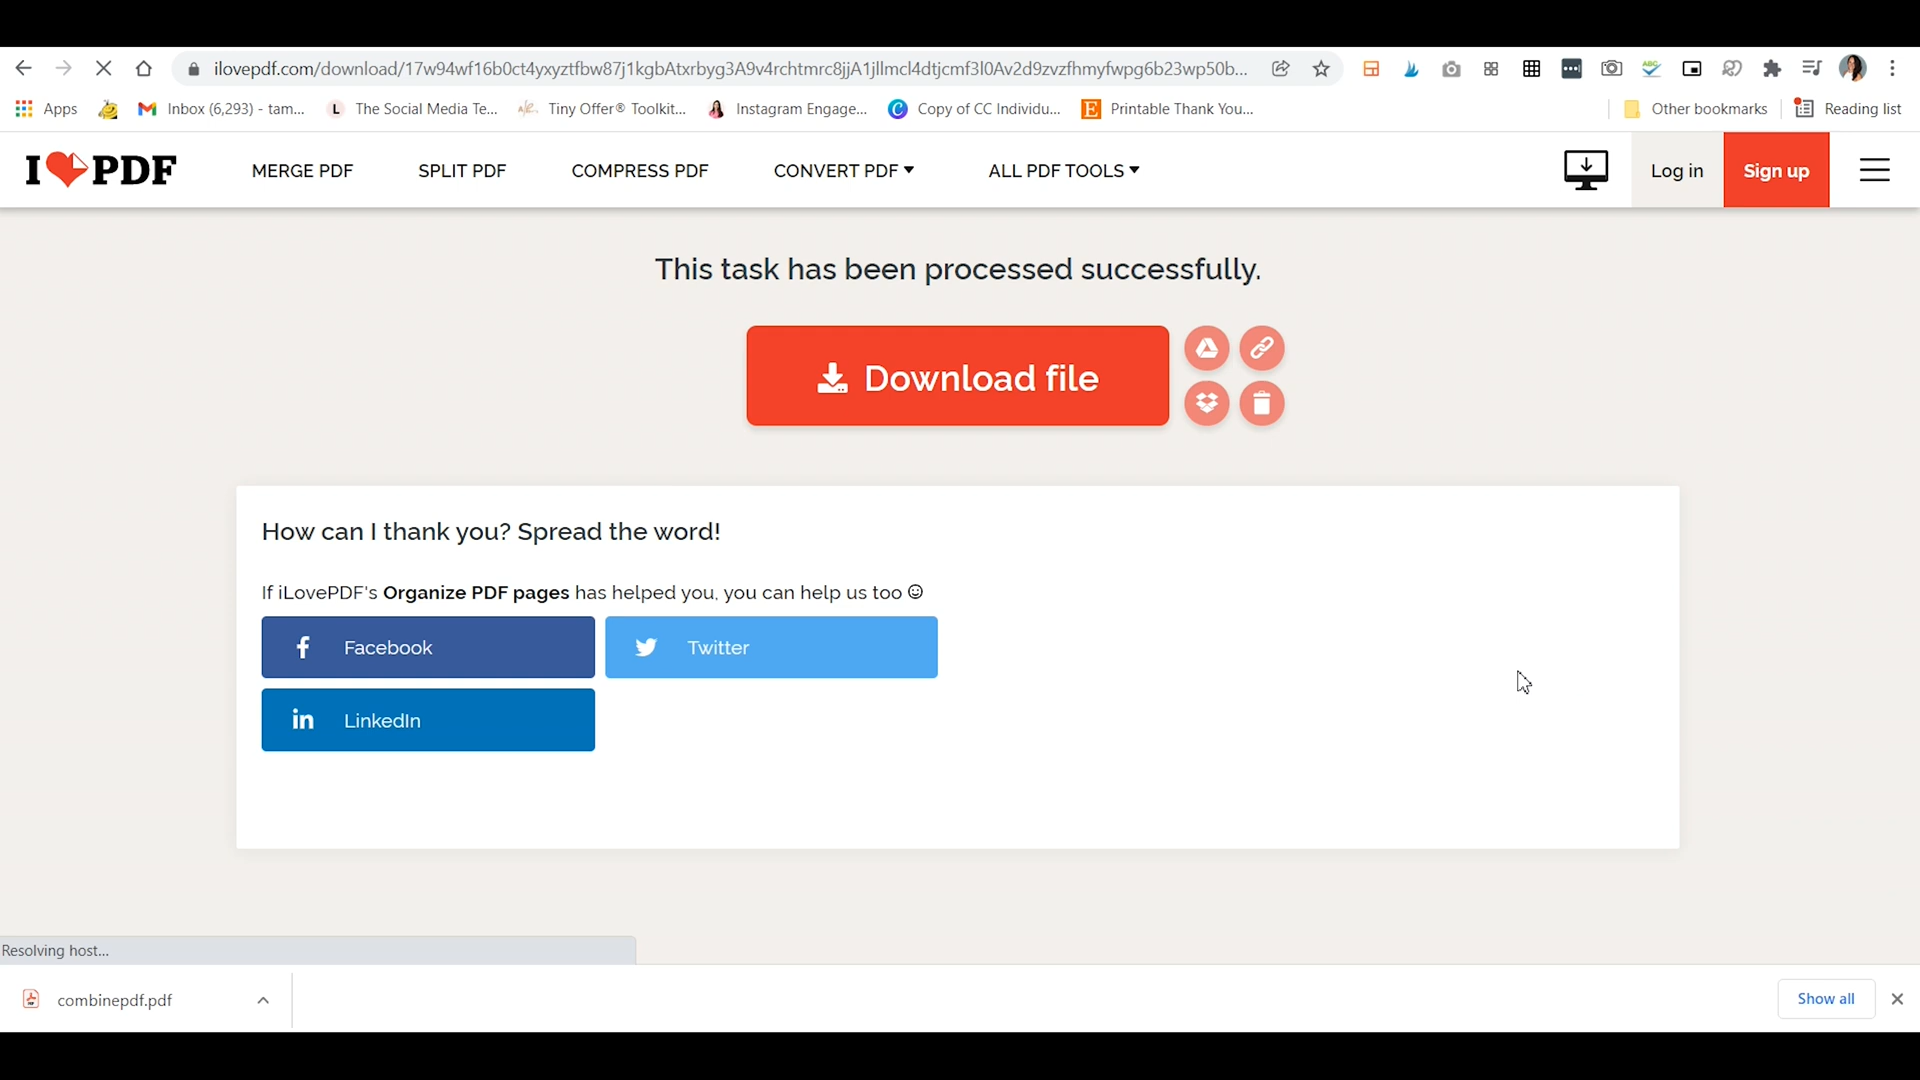 ilovepdf.com/download/17w94wf16b0ct4yxyztfbw87j1kgbAtxrbyg3A9v4rchtmrc8jjA1jllmcl4dtjcmf3l0Av2d9zvzfhmyfwpg6b23wp50b...
Apps
Inbox (6,293) - tam...
L The Social Media Te...
Tiny Offer® Toolkit...
Instagram Engage...
C Copy of CC Individu...
E Printable Thank You...
Other bookmarks
Reading list
I PDF
MERGE PDF
SPLIT PDF
COMPRESS PDF
CONVERT PDF
ALL PDF TOOLS
Log in
Sign up
This task has been processed successfully.
Download file
How can I thank you? Spread the word!
If iLovePDF's Organize PDF pages has helped you, you can help us too
Facebook
Twitter
LinkedIn
Resolving host...
combinepdf.pdf
Show all